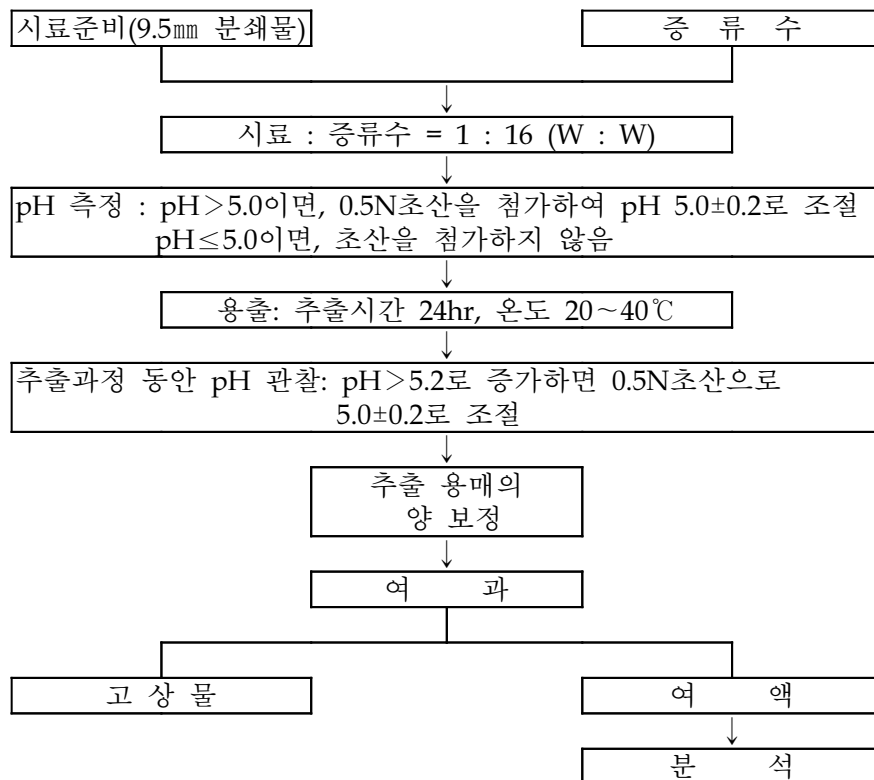 시료준비(9.5㎜ 분쇄물)
증 류 수
시료 : 증류수 = 1 : 16 (W : W)
pH 측정 : pH＞5.0이면, 0.5N초산을 첨가하여 pH 5.0±0.2로 조절
pH≤5.0이면, 초산을 첨가하지 않음
용출: 추출시간 24hr, 온도 20～40℃
추출과정 동안 pH 관찰: pH＞5.2로 증가하면 0.5N초산으로
5.0±0.2로 조절
추출 용매의
양 보정
여 과
고 상 물
여 액
분 석